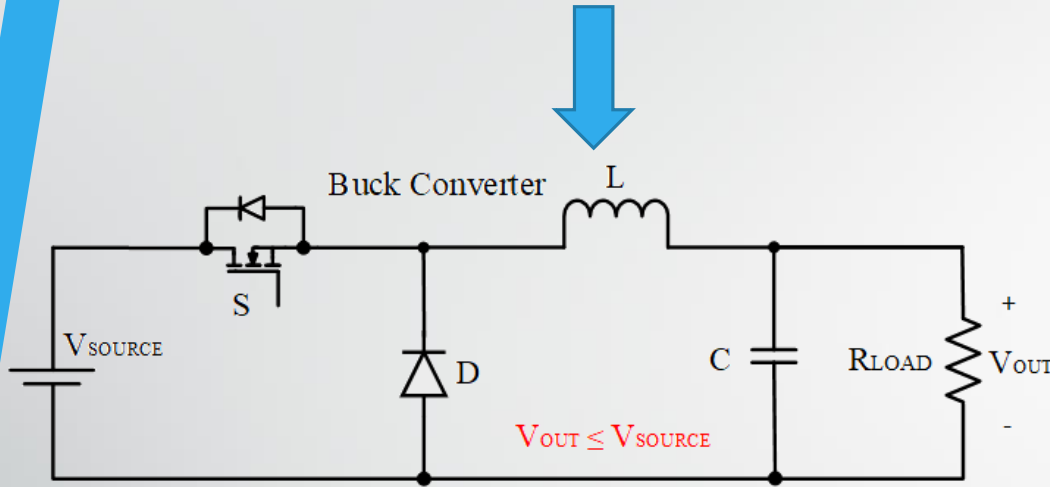 Buck Converter
L
S
VSOURCE
D
C
RLOAD
+
VOUT
-
VOUT ≤ VSOURCE